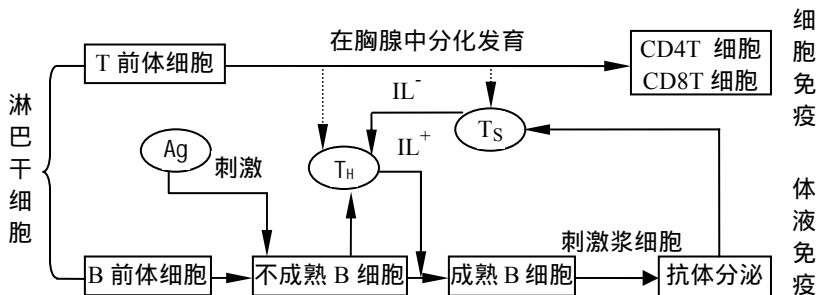 淋巴干细胞
T 前体细胞
在胸腺中分化发育
CD4T 细胞
CD8T 细胞
细胞免疫
IL-
TS
IL+
Ag
刺激
TH
B 前体细胞
不成熟 B 细胞
成熟 B 细胞
刺激浆细胞
抗体分泌
体液免疫